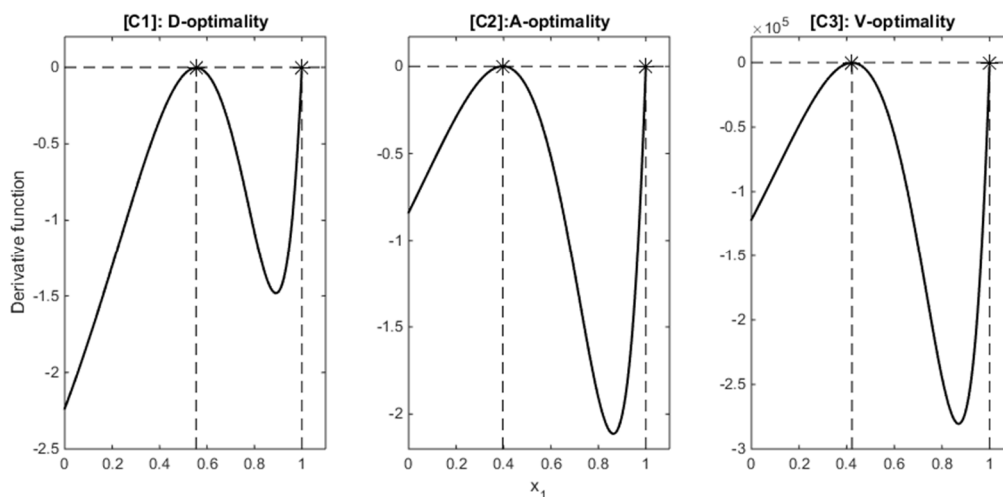 [C1]: D-optimality
[C2]:A-optimality
[C3]: V-optimality
× 10^5
Derivative function
0
-0.5
-1
-1.5
-2
-2.5
0 0.2 0.4 0.6 0.8 1
0
-0.5
-1
-1.5
-2
0 0.2 0.4 0.6 0.8 1
0
-0.5
-1
-1.5
-2
-2.5
-3
0 0.2 0.4 0.6 0.8 1
x_1